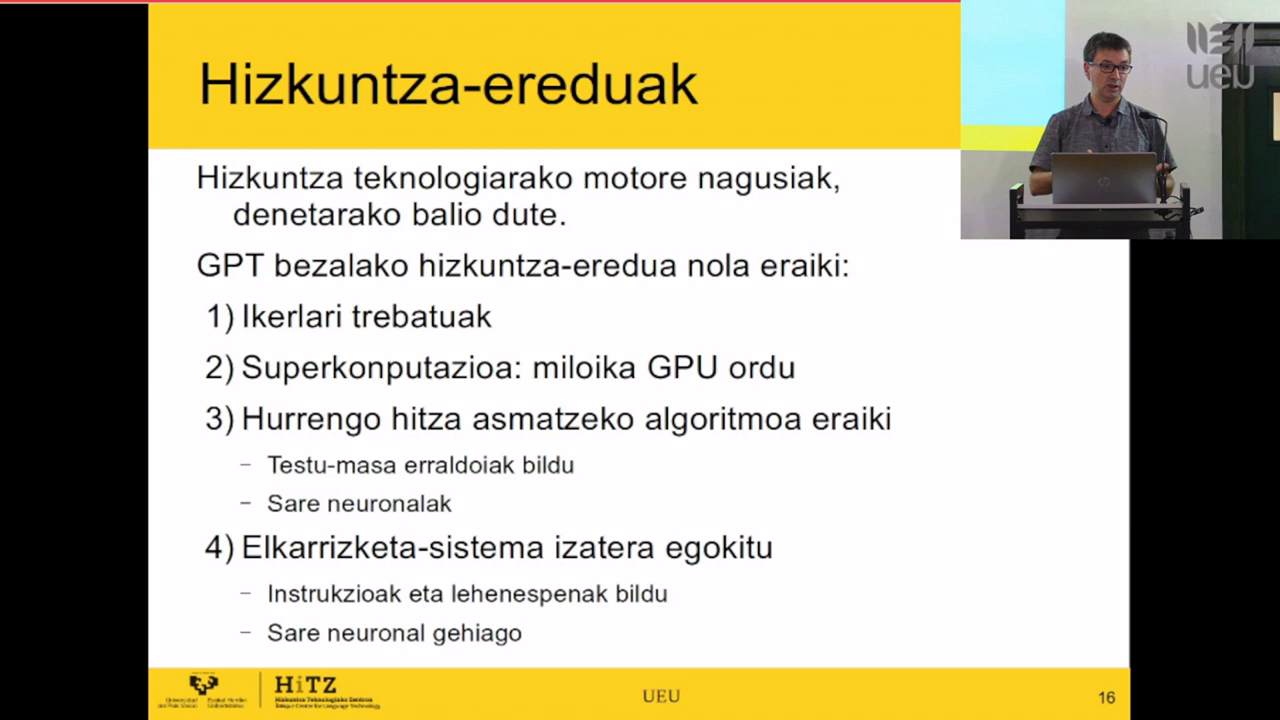 Hizkuntza-ereduak
ueu
Hizkuntza teknologiarako motore nagusiak,
denetarako balio dute.
GPT bezalako hizkuntza-eredua nola eraiki:
1) Ikerlari trebatuak
2) Superkonputazioa: miloika GPU ordu
3) Hurrengo hitza asmatzeko algoritmoa eraiki
– Testu-masa erraldoiak bildu
– Sare neuronalak
4) Elkarrizketa-sistema izatera egokitu
– Instrukzioak eta lehenespenak bildu
– Sare neuronal gehiago
HiTZ
UEU
16